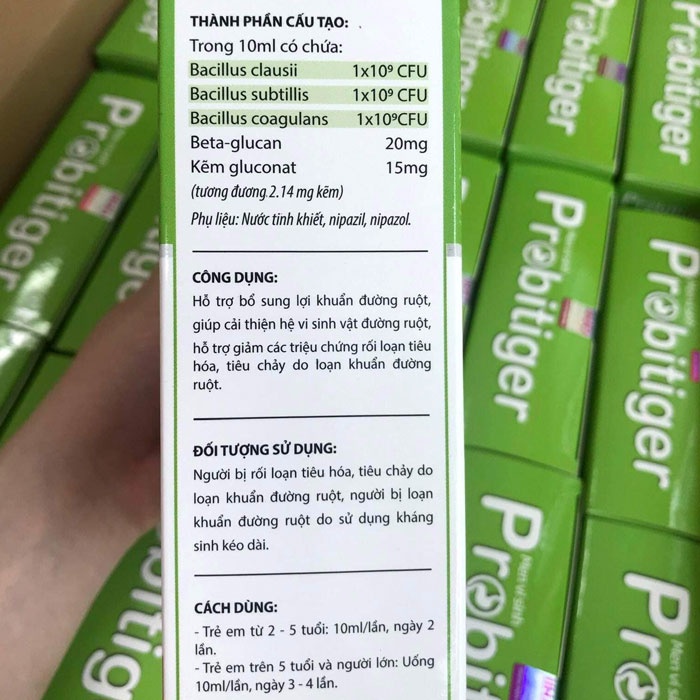 THÀNH PHẦN CẤU TẠO:
Trong 10ml có chứa:
Bacillus clausii 1x10⁹ CFU
Bacillus subtillis 1x10⁹ CFU
Bacillus coagulans 1x10⁹CFU
Beta-glucan 20mg
Kẽm gluconat 15mg
(tương đương 2.14 mg kẽm)
Phụ liệu: Nước tinh khiết, nipazil, nipazol.
CÔNG DỤNG:
Hỗ trợ bổ sung lợi khuẩn đường ruột,
giúp cải thiện hệ vi sinh vật đường ruột,
hỗ trợ giảm các triệu chứng rối loạn tiêu
hóa, tiêu chảy do loạn khuẩn đường
ruột.
ĐỐI TƯỢNG SỬ DỤNG:
Người bị rối loạn tiêu hóa, tiêu chảy do
loạn khuẩn đường ruột, người bị loạn
khuẩn đường ruột do sử dụng kháng
sinh kéo dài.
CÁCH DÙNG:
- Trẻ em từ 2 - 5 tuổi: 10ml/lần, ngày 2
lần.
- Trẻ em trên 5 tuổi và người lớn: Uống
10ml/lần, ngày 3 - 4 lần.
Probitiger
Probitiger
Probitiger
Probitiger
Probitiger
Men vi sinh